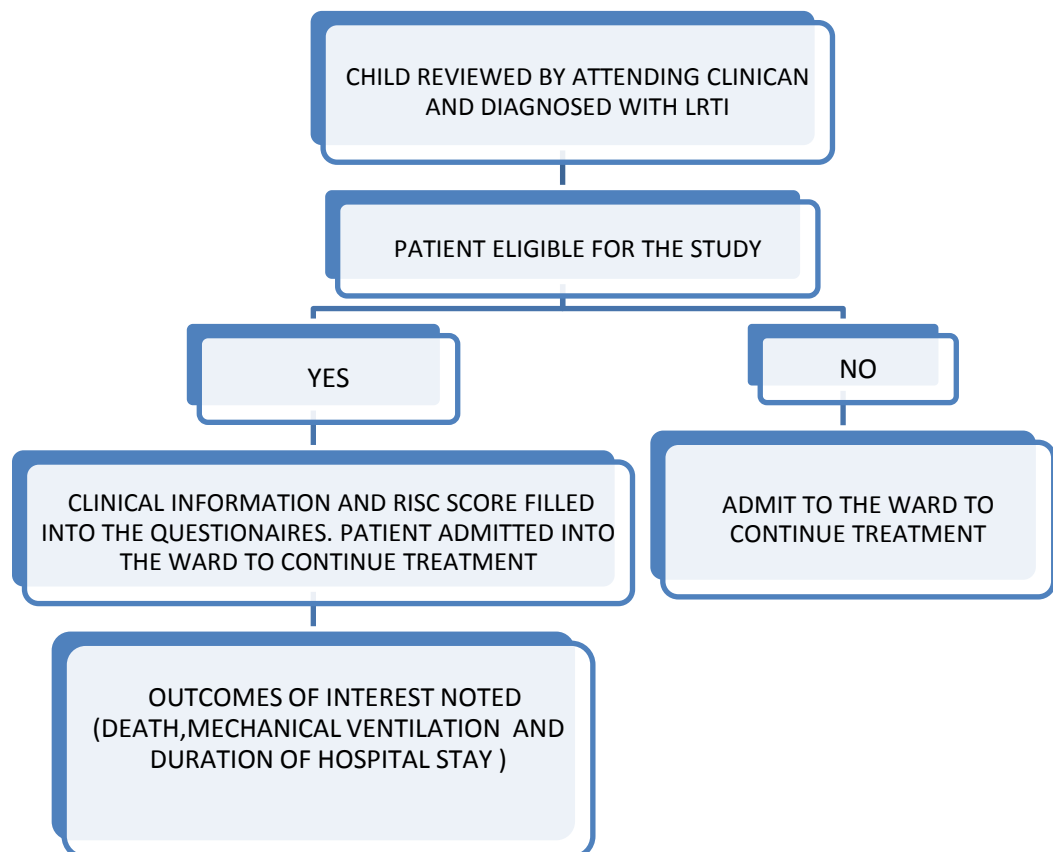 CHILD REVIEWED BY ATTENDING CLINICAN
AND DIAGNOSED WITH LRTI
PATIENT ELIGIBLE FOR THE STUDY
YES
NO
CLINICAL INFORMATION AND RISC SCORE FILLED
INTO THE QUESTIONAIRES. PATIENT ADMITTED INTO
THE WARD TO CONTINUE TREATMENT
ADMIT TO THE WARD TO
CONTINUE TREATMENT
OUTCOMES OF INTEREST NOTED
(DEATH,MECHANICAL VENTILATION  AND
DURATION OF HOSPITAL STAY )